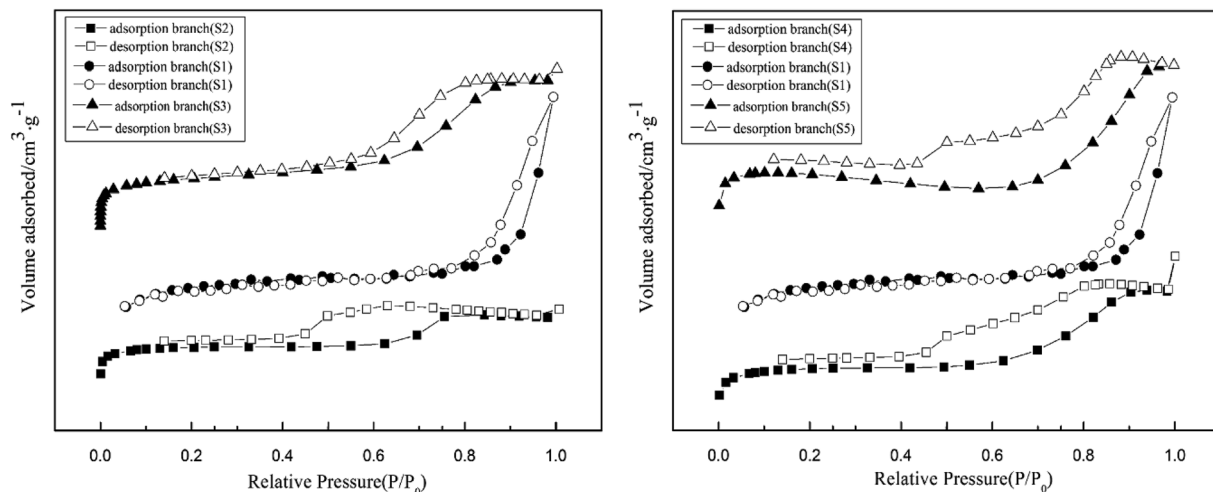 adsorption branch(S2)
desorption branch(S2)
adsorption branch(S1)
desorption branch(S1)
adsorption branch(S3)
desorption branch(S3)
Volume adsorbed/cm³.g⁻¹
0.0 0.2 0.4 0.6 0.8 1.0
Relative Pressure(P/P₀)
adsorption branch(S4)
desorption branch(S4)
adsorption branch(S1)
desorption branch(S1)
adsorption branch(S5)
desorption branch(S5)
Volume adsorbed/cm³.g⁻¹
0.0 0.2 0.4 0.6 0.8 1.0
Relative Pressure(P/P₀)